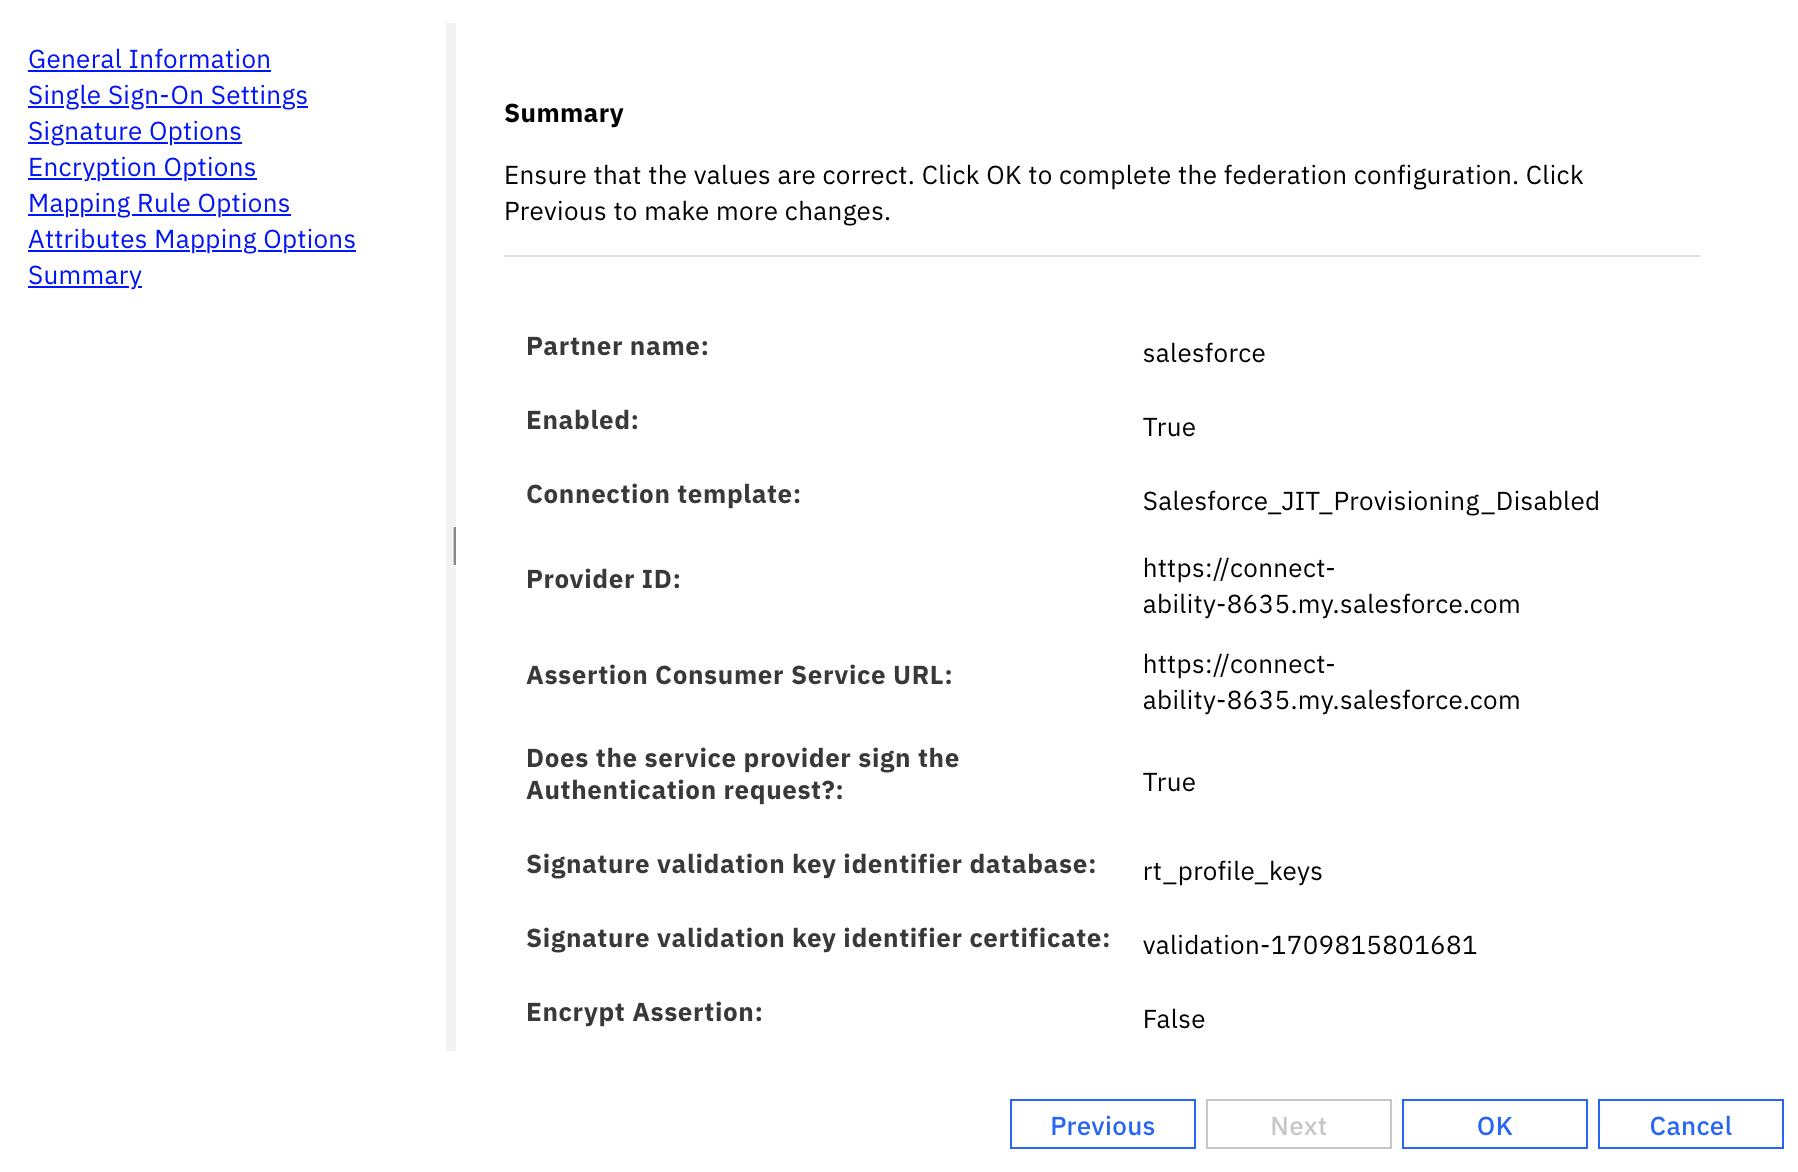 General Information
Single Sign-On Settings
Signature Options
Encryption Options
Mapping Rule Options
Attributes Mapping Options
Summary
Summary
Ensure that the values are correct. Click OK to complete the federation configuration. Click
Previous to make more changes.
Partner name:
salesforce
Enabled:
True
Connection template:
Salesforce_JIT_Provisioning_Disabled
Provider ID:
https://connect-
ability-8635.my.salesforce.com
Assertion Consumer Service URL:
https://connect-
ability-8635.my.salesforce.com
Does the service provider sign the
Authentication request?:
True
Signature validation key identifier database:
rt_profile_keys
Signature validation key identifier certificate:
validation-1709815801681
Encrypt Assertion:
False
Previous
Next
OK
Cancel